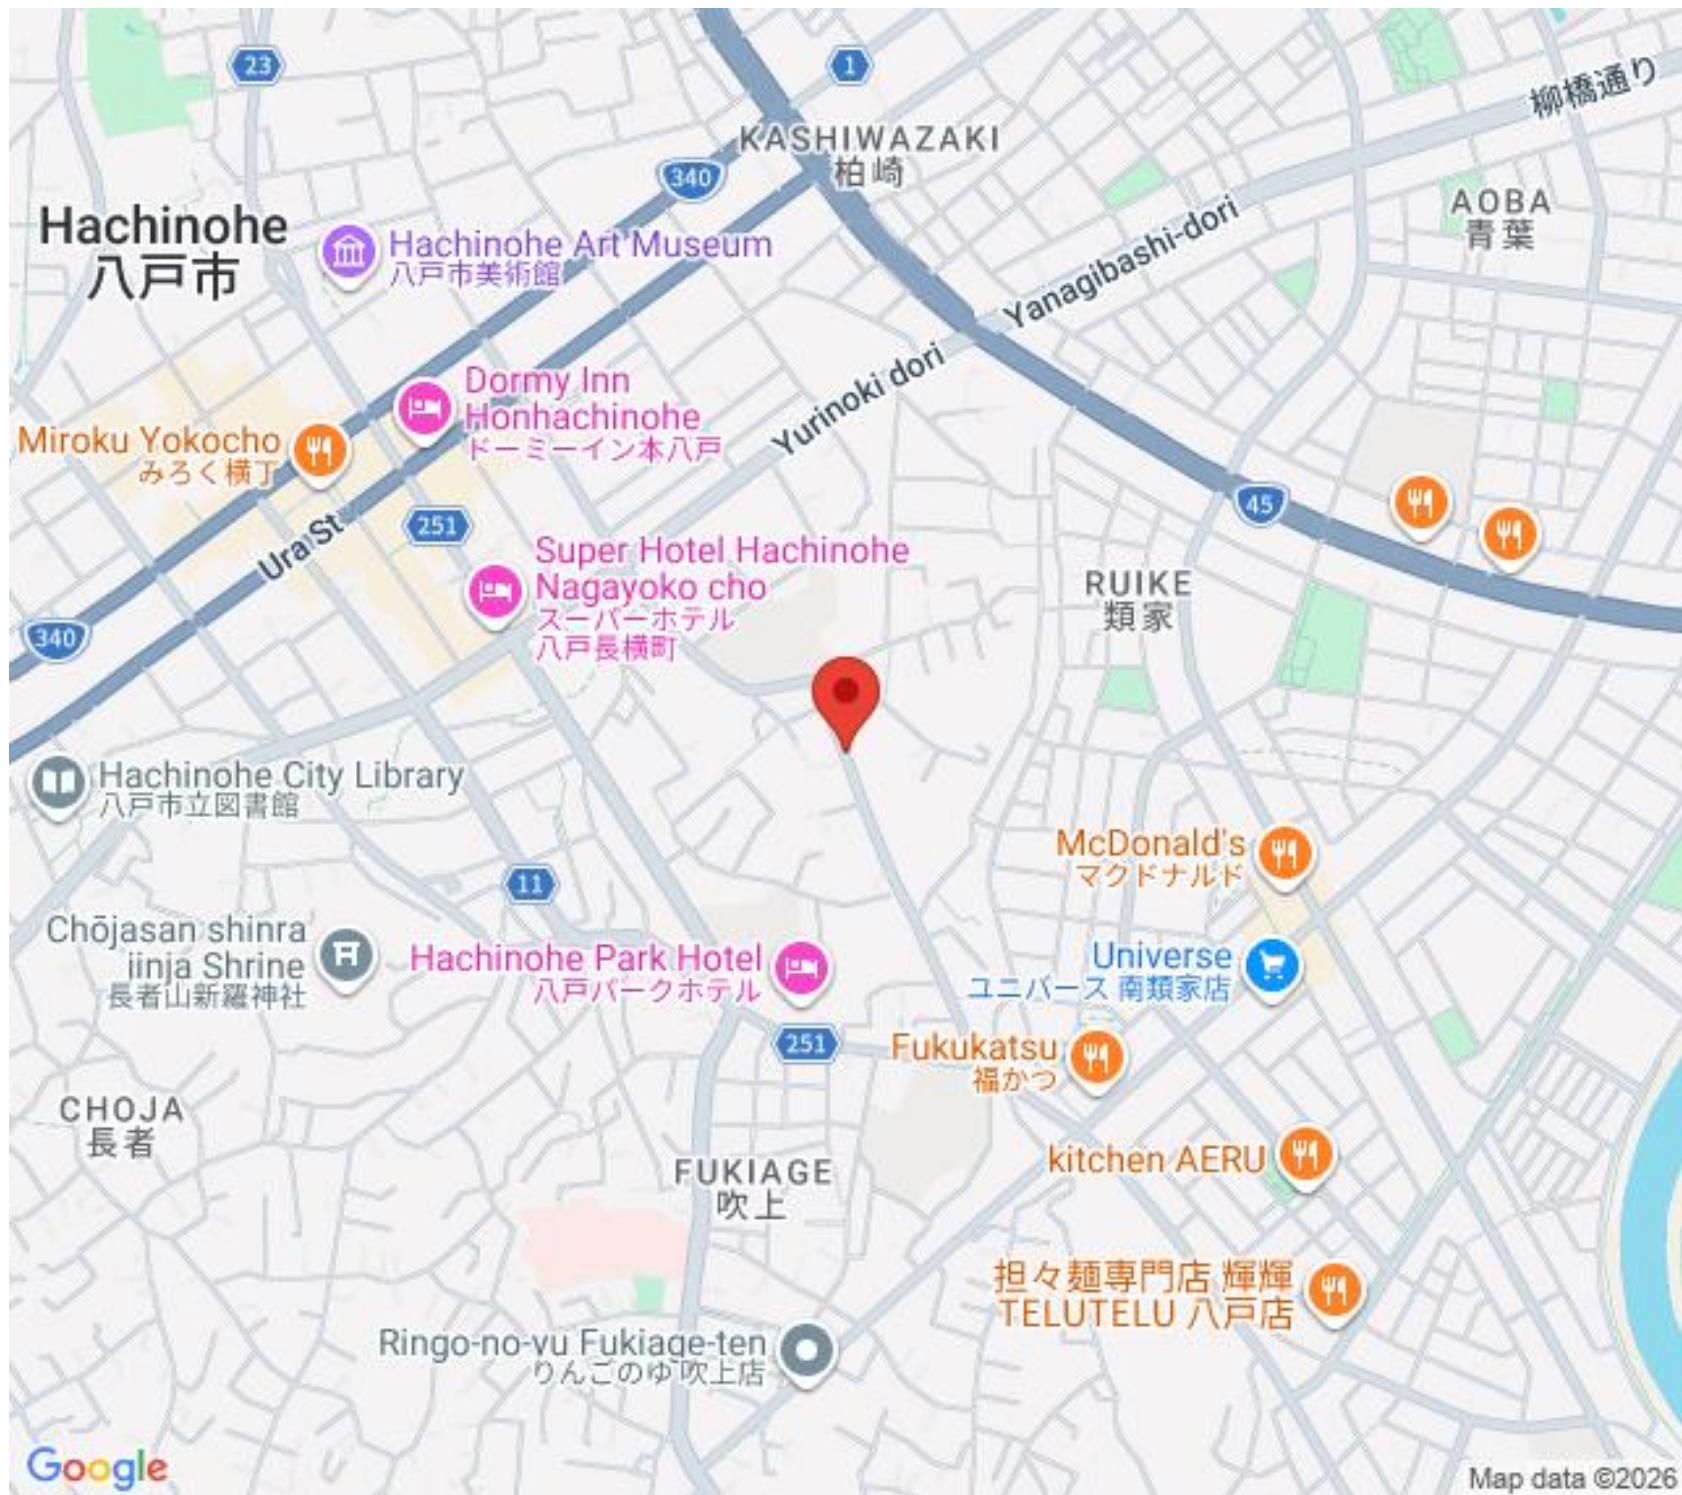 23
1
柳橋通り
KASHIWAZAKI
柏崎
340
AOBA
青葉
Hachinohe
八戸市
Hachinohe Art Museum
八戸市美術館
Yanagibashi-dori
Yurinoki dori
Dormy Inn
Honhachinohe
ドーミーイン本八戸
Miroku Yokocho
みろく横丁
45
251
Ura St
Super Hotel Hachinohe
Nagayoko cho
スーパーホテル
八戸長横町
RUIKE
類家
340
Hachinohe City Library
八戸市立図書館
McDonald's
マクドナルド
11
Chōjasan shinra
jinja Shrine
長者山新羅神社
Hachinohe Park Hotel
八戸パークホテル
Universe
ユニバース 南類家店
251
Fukukatsu
福かつ
CHOJA
長者
kitchen AERU
FUKIAGE
吹上
担々麺専門店 輝輝
TELUTELU 八戸店
Ringo-no-yu Fukiage-ten
りんごのゆ 吹上店
Google
Map data ©2026